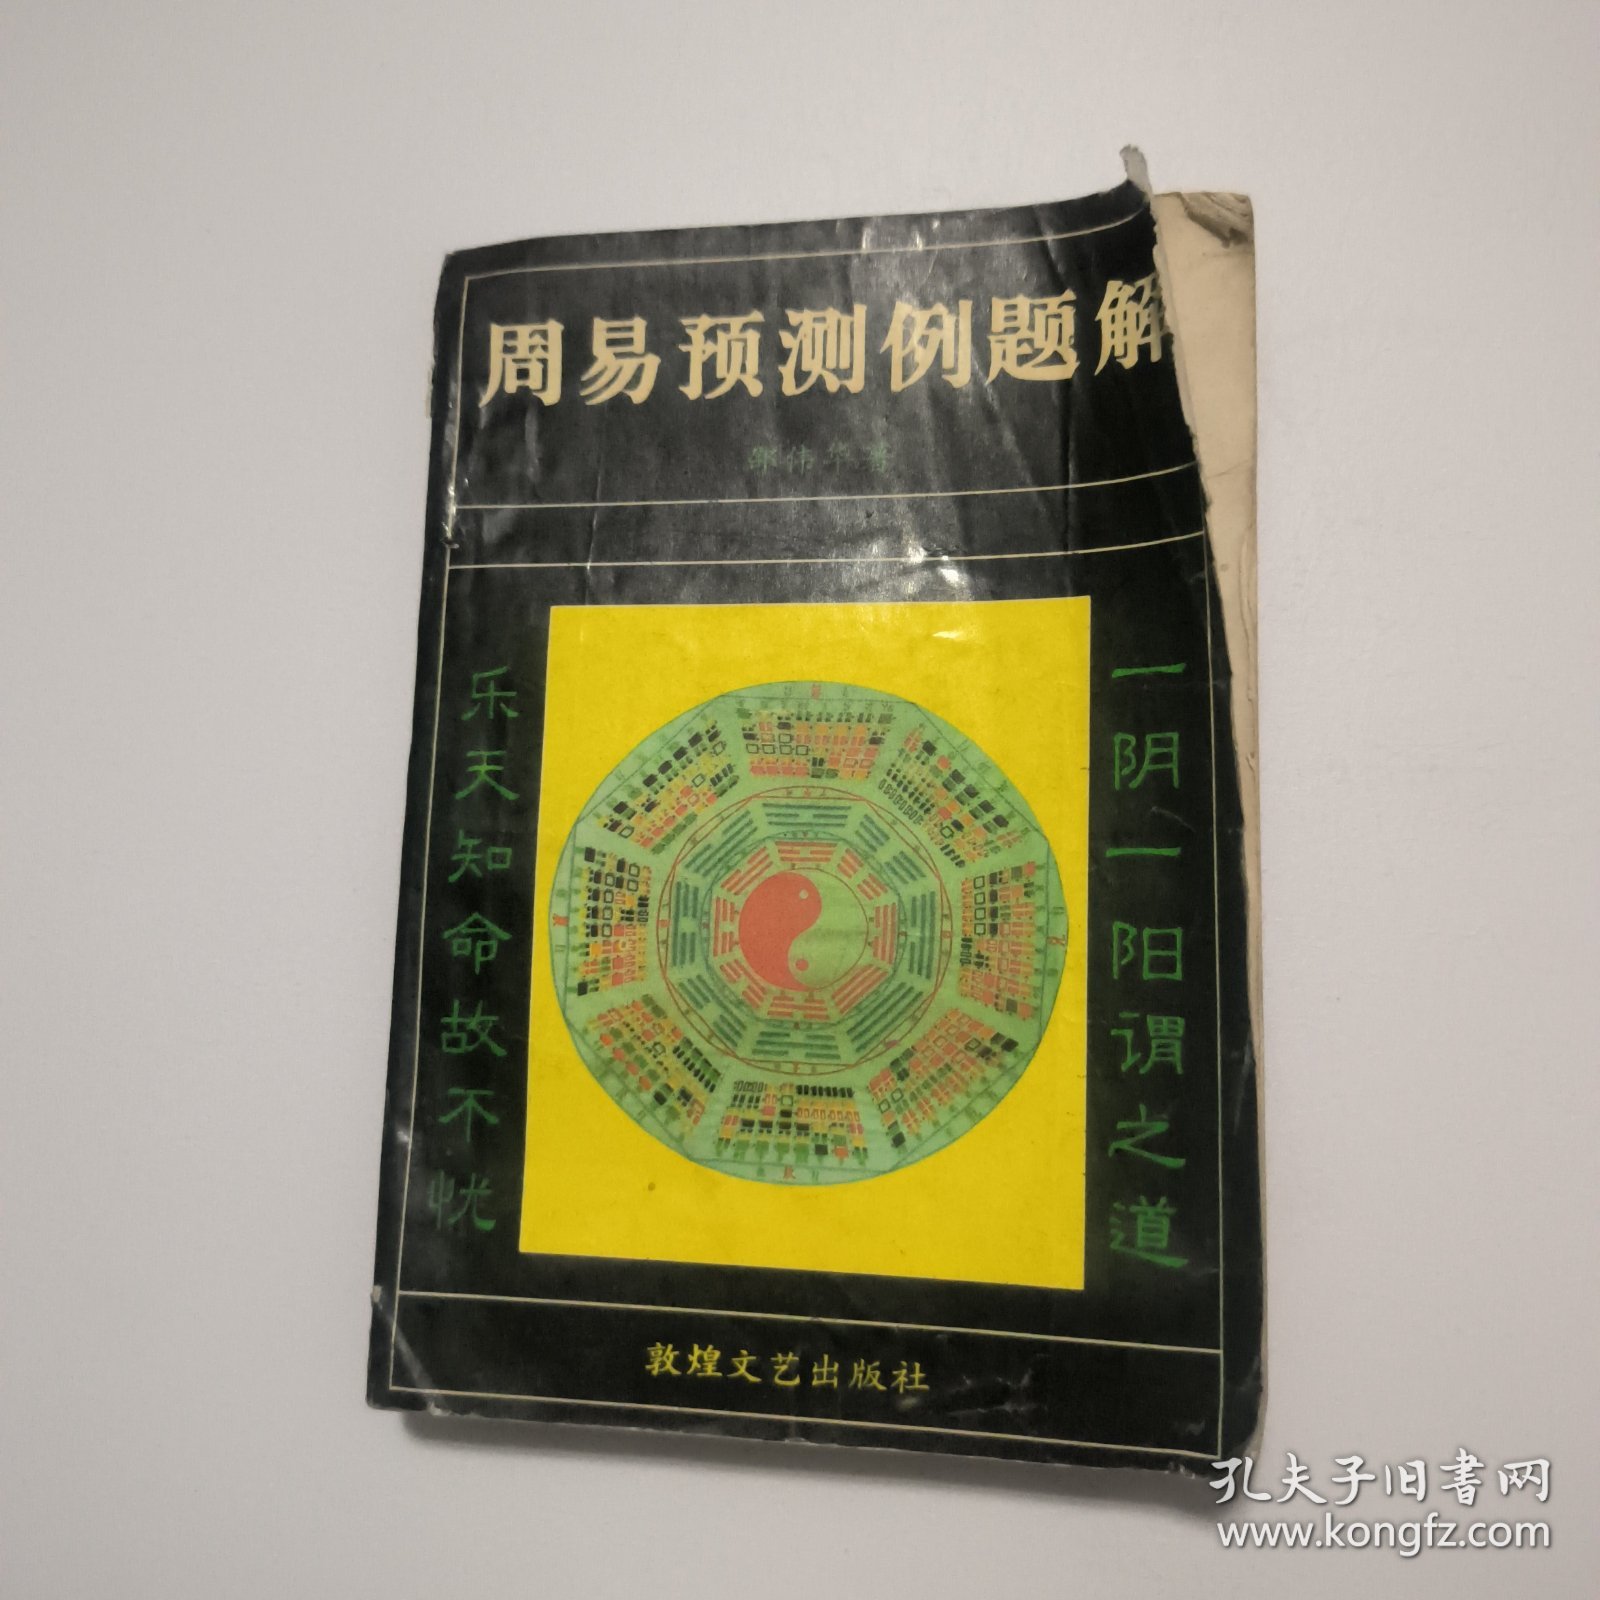 周易预测例题解
邵伟华著
一阴一阳谓之道
乐天知命故不忧
敦煌文艺出版社
孔夫子旧书网
www.kongfz.com